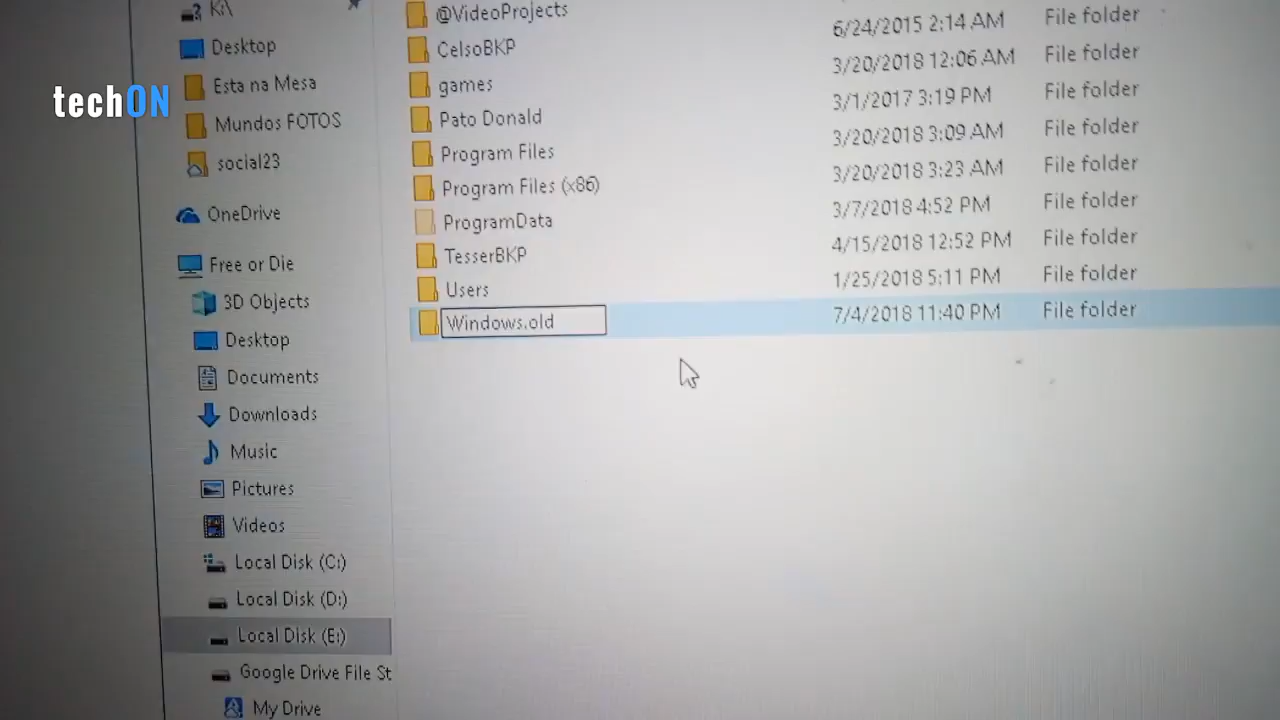 K:\
Desktop
Esta na Mesa
Mundos FOTOS
social23
OneDrive
Free or Die
3D Objects
Desktop
Documents
Downloads
Music
Pictures
Videos
Local Disk (C:)
Local Disk (D:)
Local Disk (E:)
Google Drive File St
My Drive
techON
@VideoProjects 6/24/2015 2:14 AM File folder
CelsoBKP 3/20/2018 12:06 AM File folder
games 3/1/2017 3:19 PM File folder
Pato Donald 3/20/2018 3:09 AM File folder
Program Files 3/20/2018 3:23 AM File folder
Program Files (x86) 3/7/2018 4:52 PM File folder
ProgramData 4/15/2018 12:52 PM File folder
TesserBKP 1/25/2018 5:11 PM File folder
Users 7/4/2018 11:40 PM File folder
Windows.old